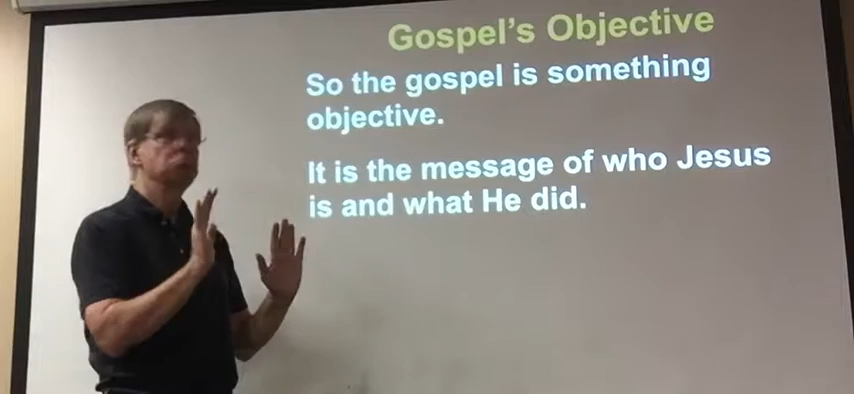 Gospel's Objective
So the gospel is something
objective.
It is the message of who Jesus
is and what He did.